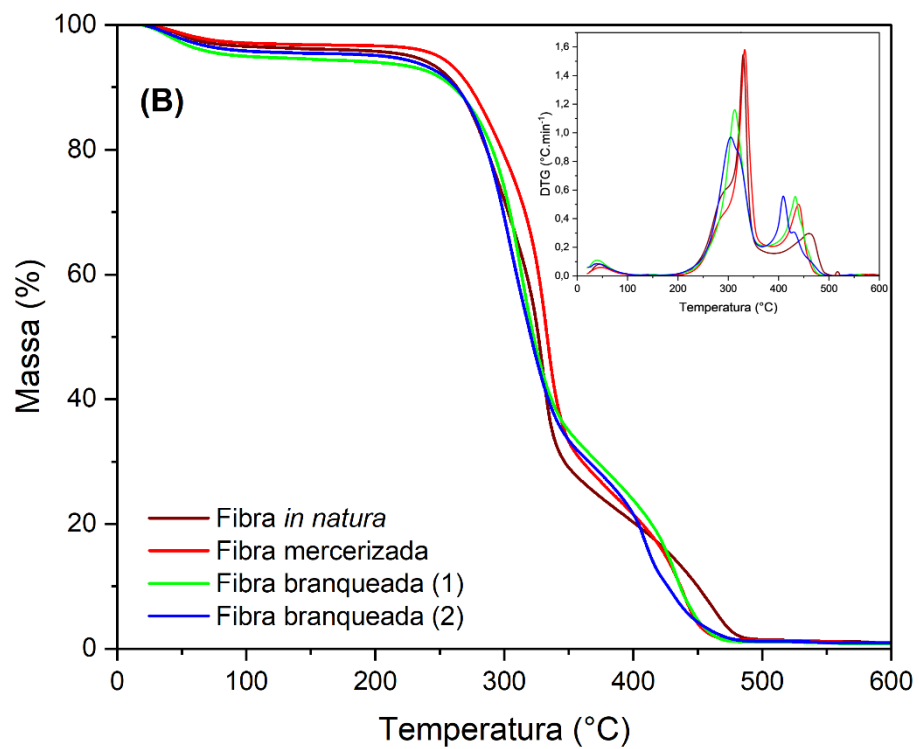 (B)
Massa (%)
100
80
60
40
20
0
0 100 200 300 400 500 600
Temperatura (°C)
Fibra in natura
Fibra mercerizada
Fibra branqueada (1)
Fibra branqueada (2)
DTG (°C.min⁻¹)
1,6
1,4
1,2
1,0
0,8
0,6
0,4
0,2
0,0
0 100 200 300 400 500 600
Temperatura (°C)